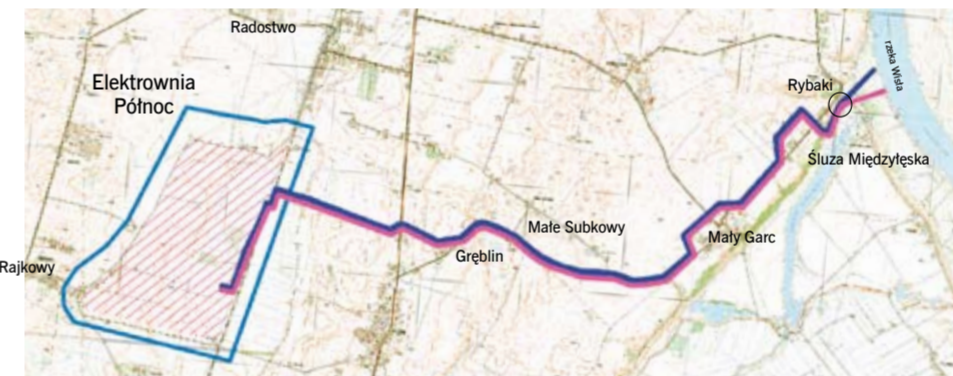 Radostwo
Elektrownia
Północ
rzeka Wisła
Rybaki
Śluza Międzyłęska
Małe Subkowy
Mały Garc
Gręblin
Rajkowy